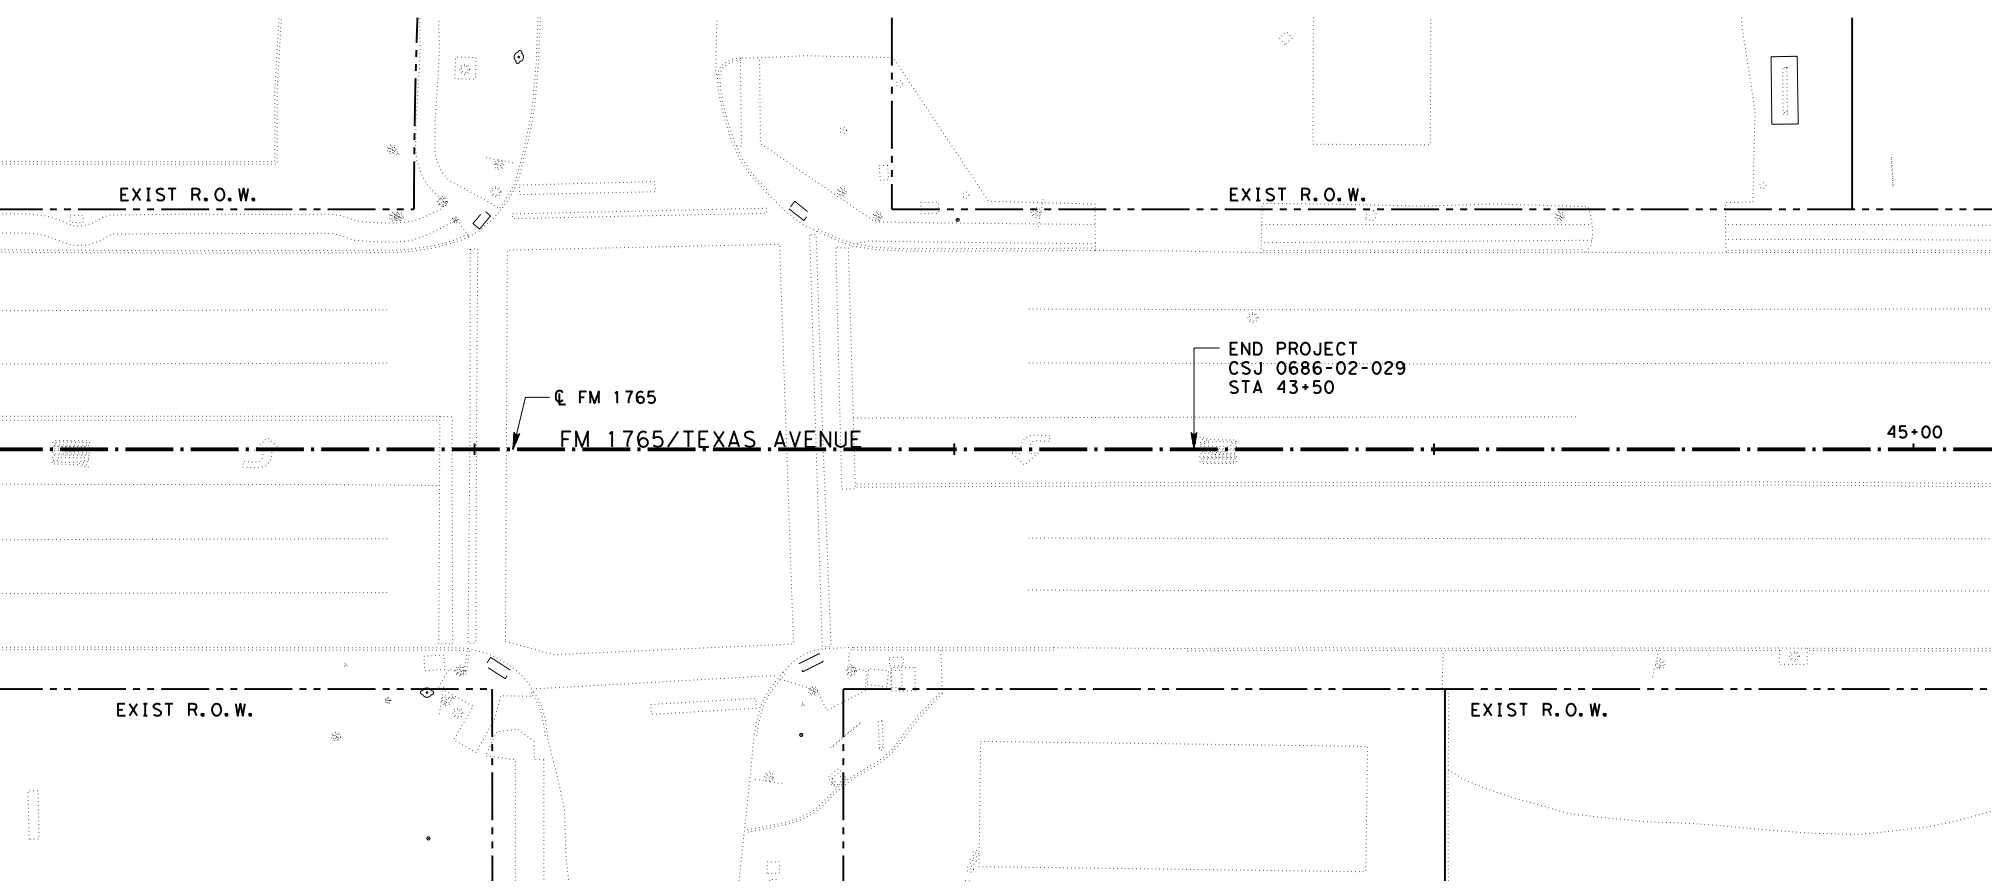 EXIST R.O.W.
EXIST R.O.W.
END PROJECT
CSJ 0686-02-029
STA 43+50
℄ FM 1765
FM 1765/TEXAS AVENUE
45+00
EXIST R.O.W.
EXIST R.O.W.